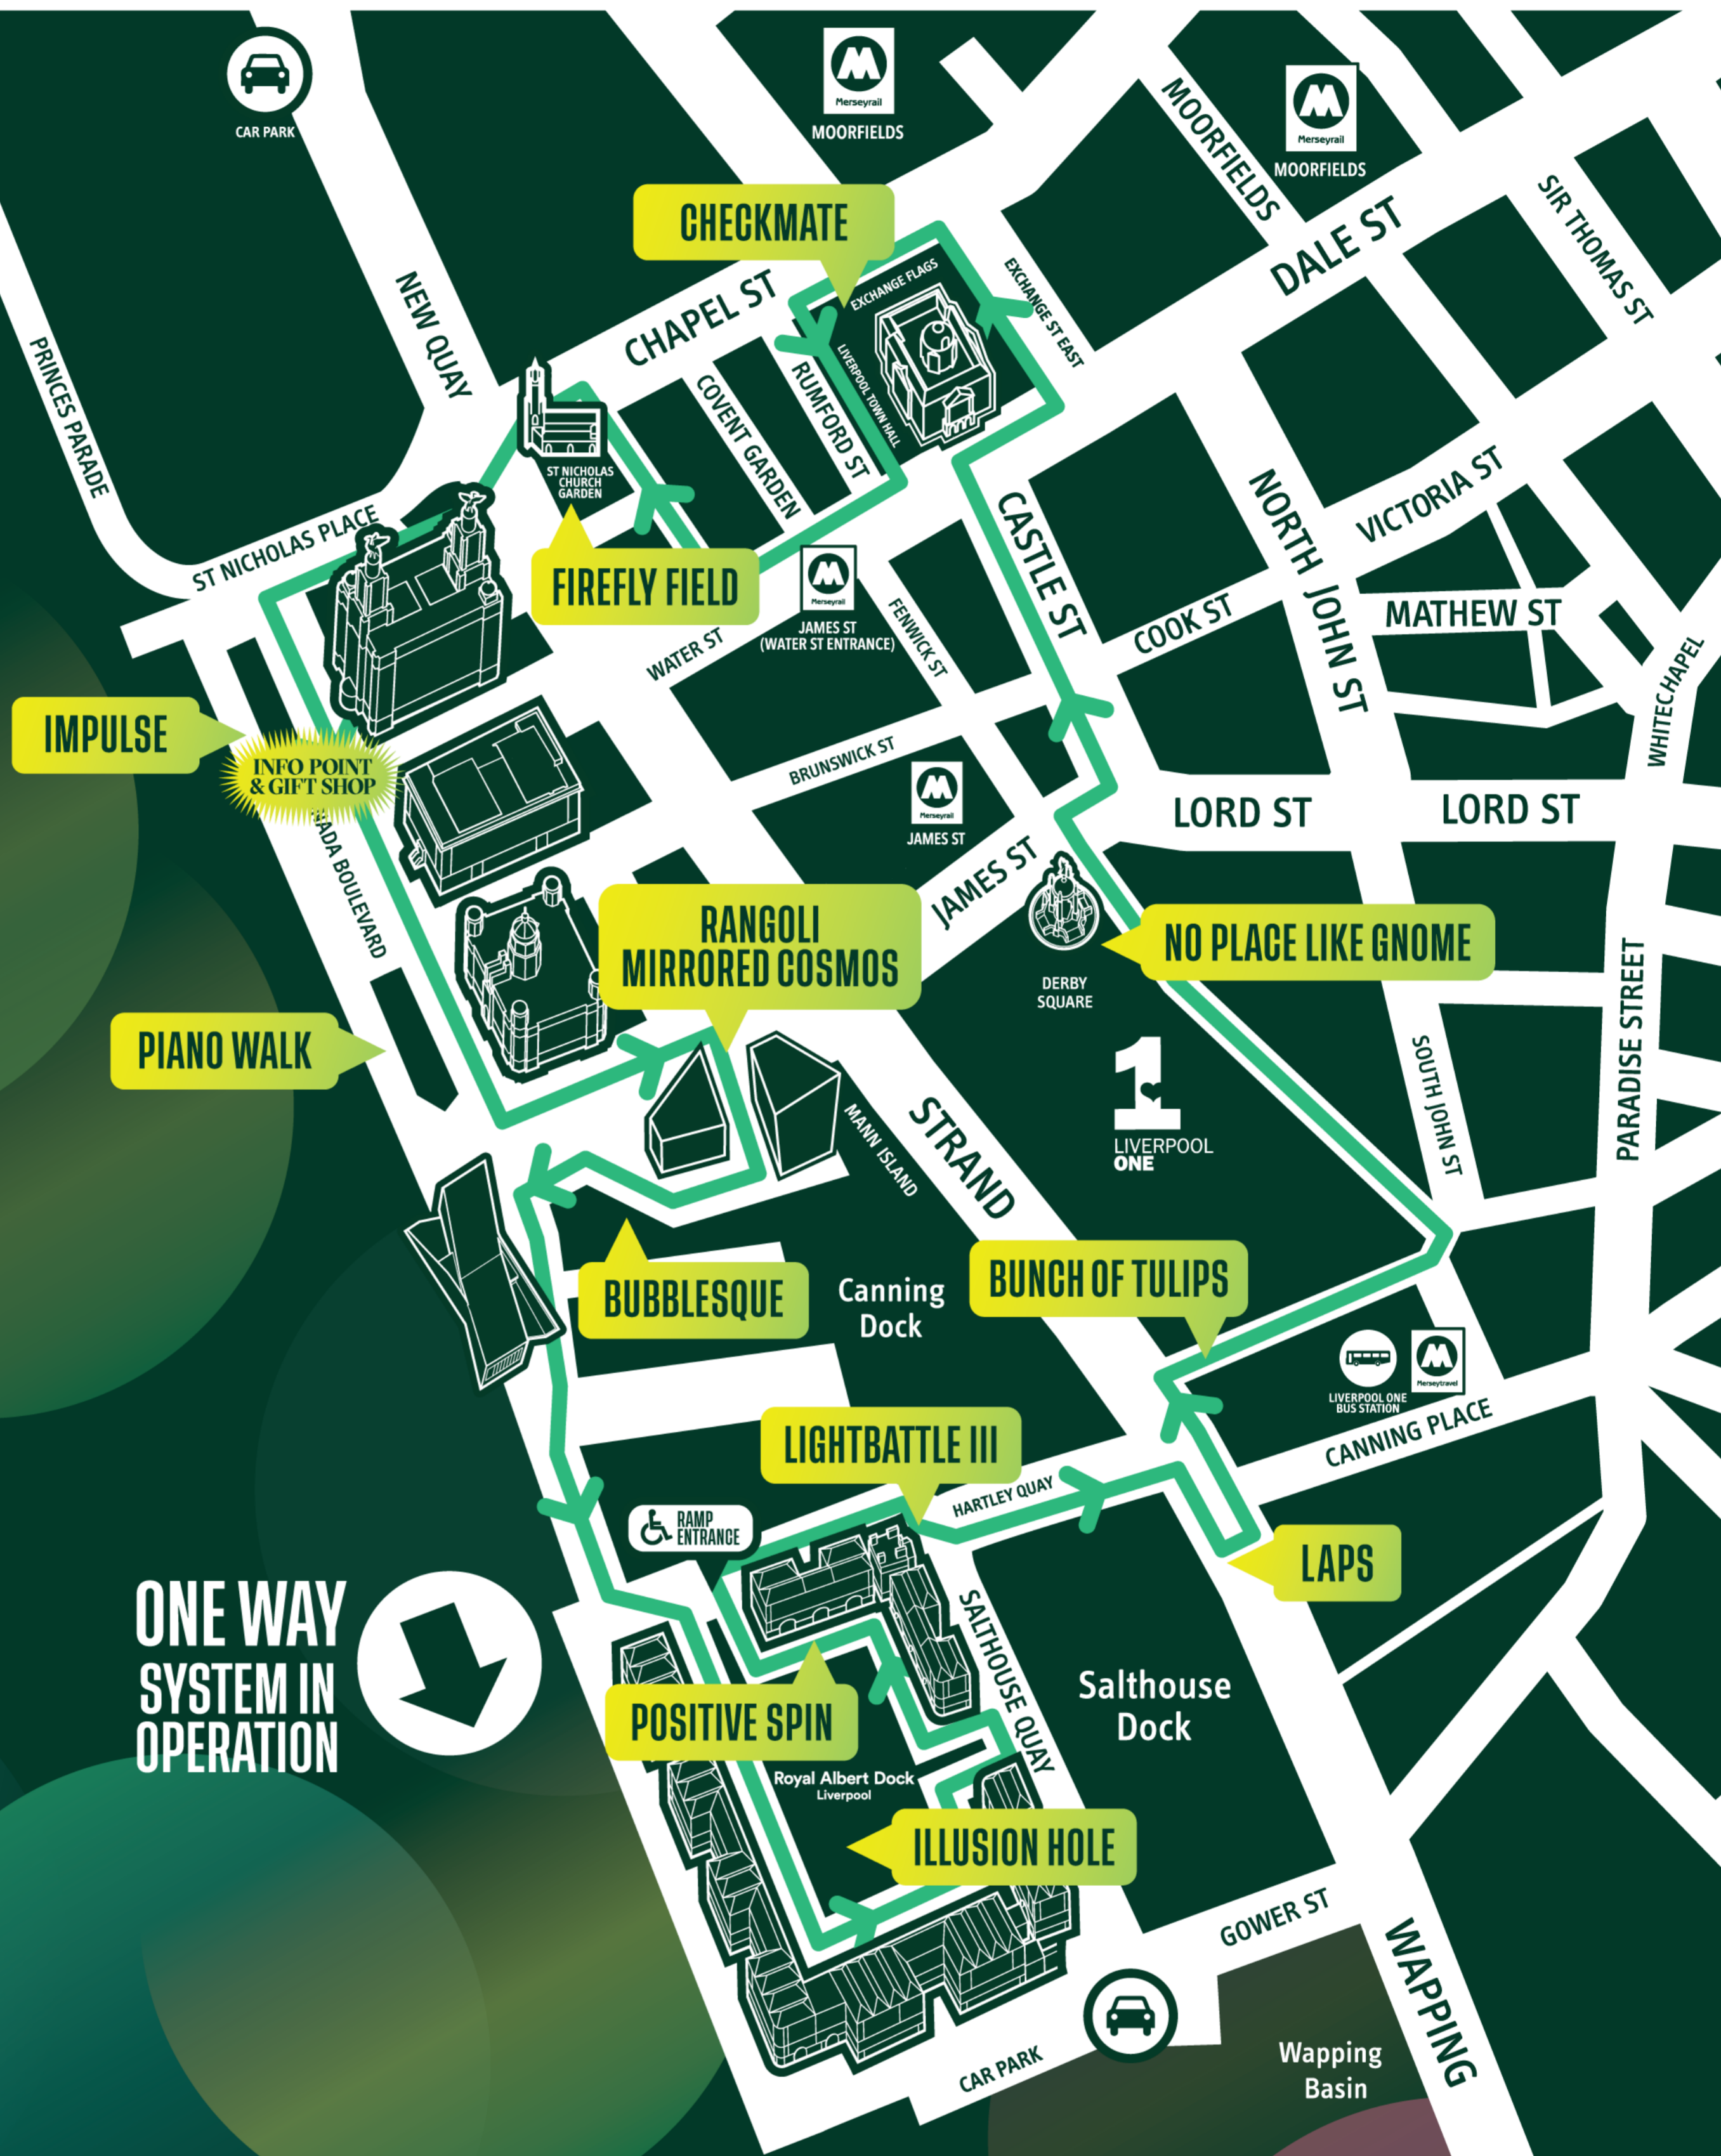 Merseyrail
MOORFIELDS
Merseyrail
MOORFIELDS
CAR PARK
MOORFIELDS
DALE ST
SIR THOMAS ST
CHECKMATE
EXCHANGE FLAGS
EXCHANGE ST EAST
LIVERPOOL TOWN HALL
NEW QUAY
PRINCES PARADE
CHAPEL ST
COVENT GARDEN
RUMFORD ST
ST NICHOLAS
CHURCH
GARDEN
ST NICHOLAS PLACE
FIREFLY FIELD
Merseyrail
JAMES ST
(WATER ST ENTRANCE)
WATER ST
FENWICK ST
CASTLE ST
COOK ST
NORTH JOHN ST
VICTORIA ST
MATHEW ST
WHITECHAPEL
IMPULSE
INFO POINT
& GIFT SHOP
NADA BOULEVARD
BRUNSWICK ST
Merseyrail
JAMES ST
JAMES ST
LORD ST
LORD ST
RANGOLI
MIRRORED COSMOS
NO PLACE LIKE GNOME
DERBY
SQUARE
PIANO WALK
1
LIVERPOOL
ONE
SOUTH JOHN ST
PARADISE STREET
MANN ISLAND
STRAND
BUBBLESQUE
Canning
Dock
BUNCH OF TULIPS
LIVERPOOL ONE
BUS STATION
Merseytravel
CANNING PLACE
LIGHTBATTLE III
HARTLEY QUAY
RAMP
ENTRANCE
LAPS
ONE WAY
SYSTEM IN
OPERATION
SALTHOUSE QUAY
Salthouse
Dock
POSITIVE SPIN
Royal Albert Dock
Liverpool
ILLUSION HOLE
GOWER ST
WAPPING
CAR PARK
Wapping
Basin